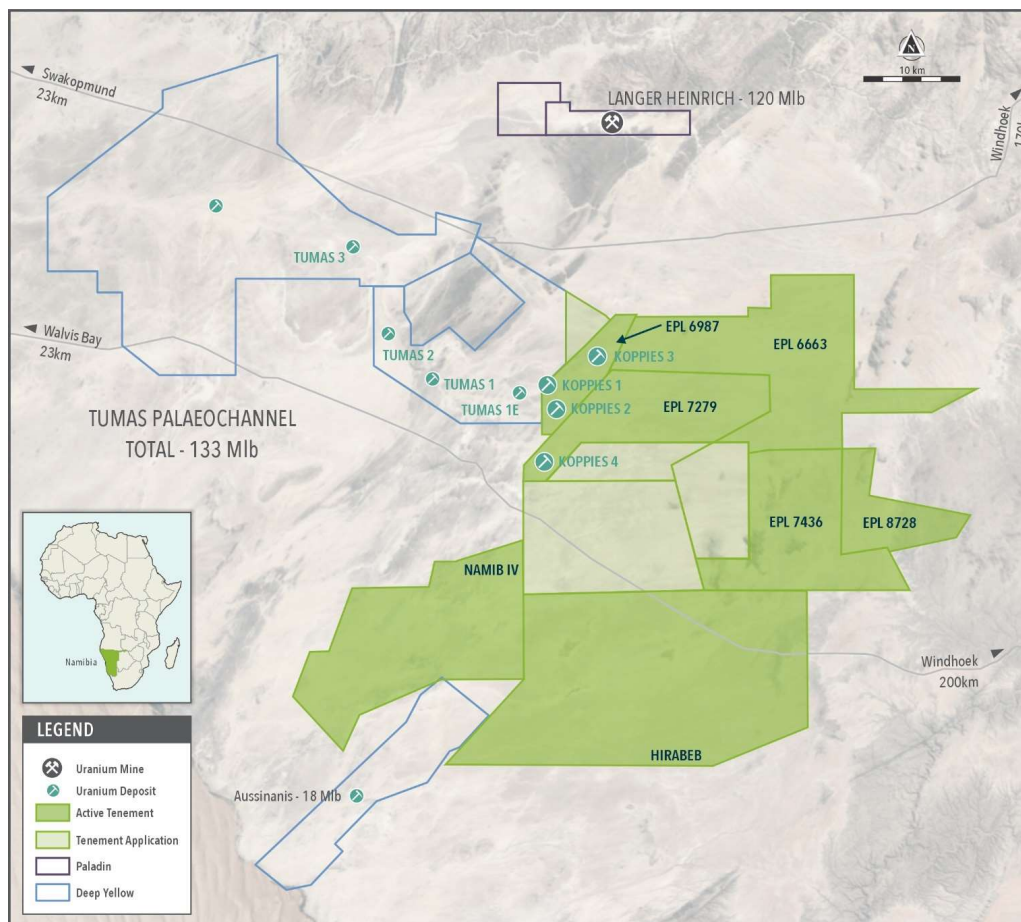 N
10 km
Swakopmund
23km
LANGER HEINRICH - 120 Mlb
Windhoek
TUMAS 3
Walvis Bay
23km
EPL 6987
EPL 6663
TUMAS 2
KOPPIES 3
TUMAS 1
KOPPIES 1
TUMAS 1E
KOPPIES 2
EPL 7279
TUMAS PALAEOCHANNEL
TOTAL - 133 Mlb
KOPPIES 4
EPL 7436
EPL 8728
NAMIB IV
Namibia
Windhoek
200km
HIRABEB
Aussinanis - 18 Mlb
LEGEND
Uranium Mine
Uranium Deposit
Active Tenement
Tenement Application
Paladin
Deep Yellow